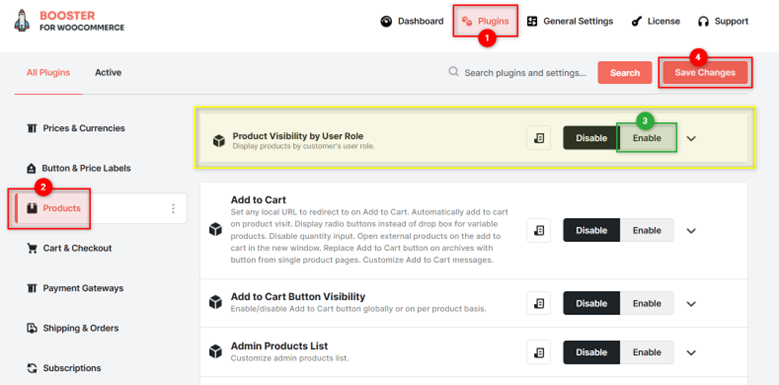 BOOSTER
FOR WOOCOMMERCE
Dashboard
Plugins
General Settings
License
Support
1
All Plugins
Active
Search plugins and settings...
Search
4
Save Changes
Prices & Currencies
Button & Price Labels
2
Products
Cart & Checkout
Payment Gateways
Shipping & Orders
Subscriptions
Product Visibility by User Role
Display products by customer's user role.
Disable
3
Enable
Add to Cart
Set any local URL to redirect to on Add to Cart. Automatically add to cart
on product visit. Display radio buttons instead of drop box for variable
products. Disable quantity input. Open external products on the add to
cart in the new window. Replace Add to Cart button on archives with
button from single product pages. Customize Add to Cart messages.
Disable
Enable
Add to Cart Button Visibility
Enable/disable Add to Cart button globally or on per product basis.
Disable
Enable
Admin Products List
Customize admin products list.
Disable
Enable